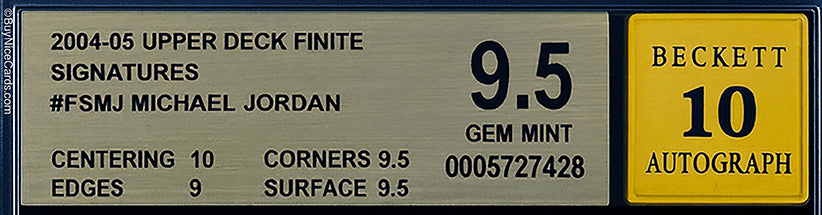 ©BuyNiceCards.com
2004-05 UPPER DECK FINITE
SIGNATURES
#FSMJ MICHAEL JORDAN
CENTERING 10 CORNERS 9.5
EDGES 9 SURFACE 9.5
9.5
GEM MINT
0005727428
BECKETT
10
AUTOGRAPH